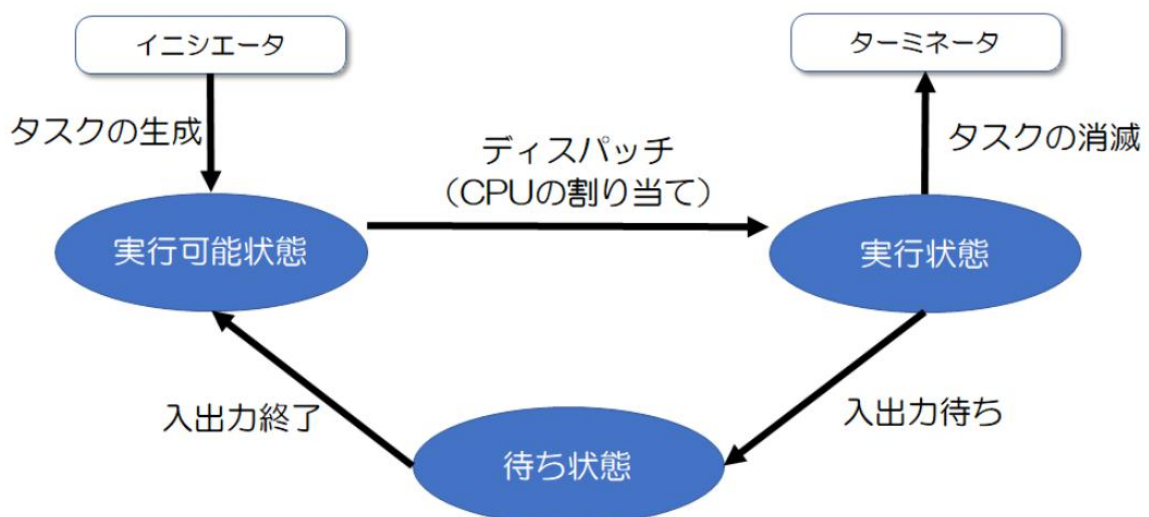 イニシエータ
ターミネータ
タスクの生成
タスクの消滅
ディスパッチ
（CPUの割り当て）
実行可能状態
実行状態
入出力終了
入出力待ち
待ち状態